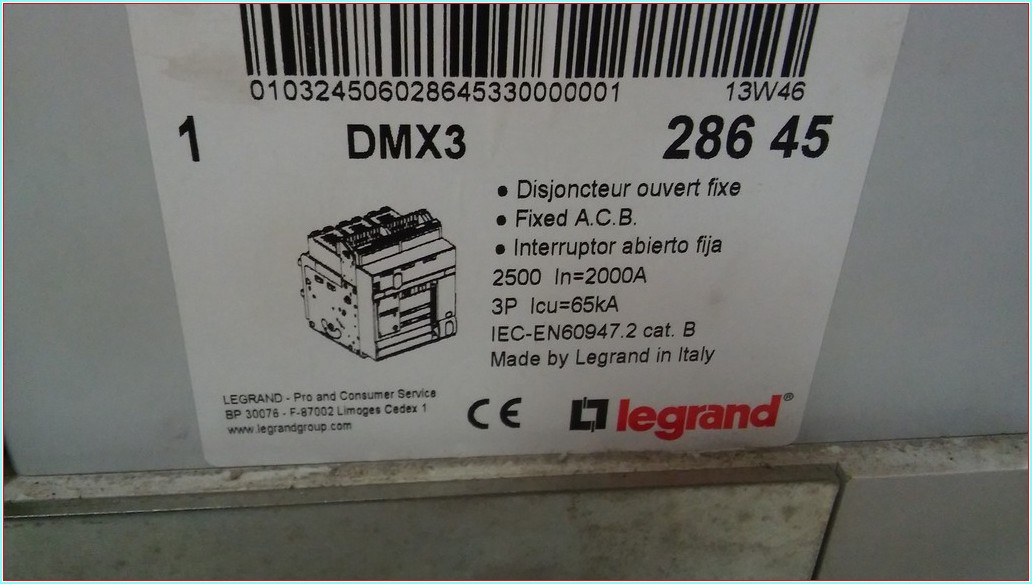 0103245060286453300000001 13W46
1 DMX3 286 45
• Disjoncteur ouvert fixe
• Fixed A.C.B.
• Interruptor abierto fija
2500 In=2000A
3P Icu=65kA
IEC-EN60947.2 cat. B
Made by Legrand in Italy
LEGRAND - Pro and Consumer Service
BP 30076 - F-87002 Limoges Cedex 1
www.legrandgroup.com
CE legrand®